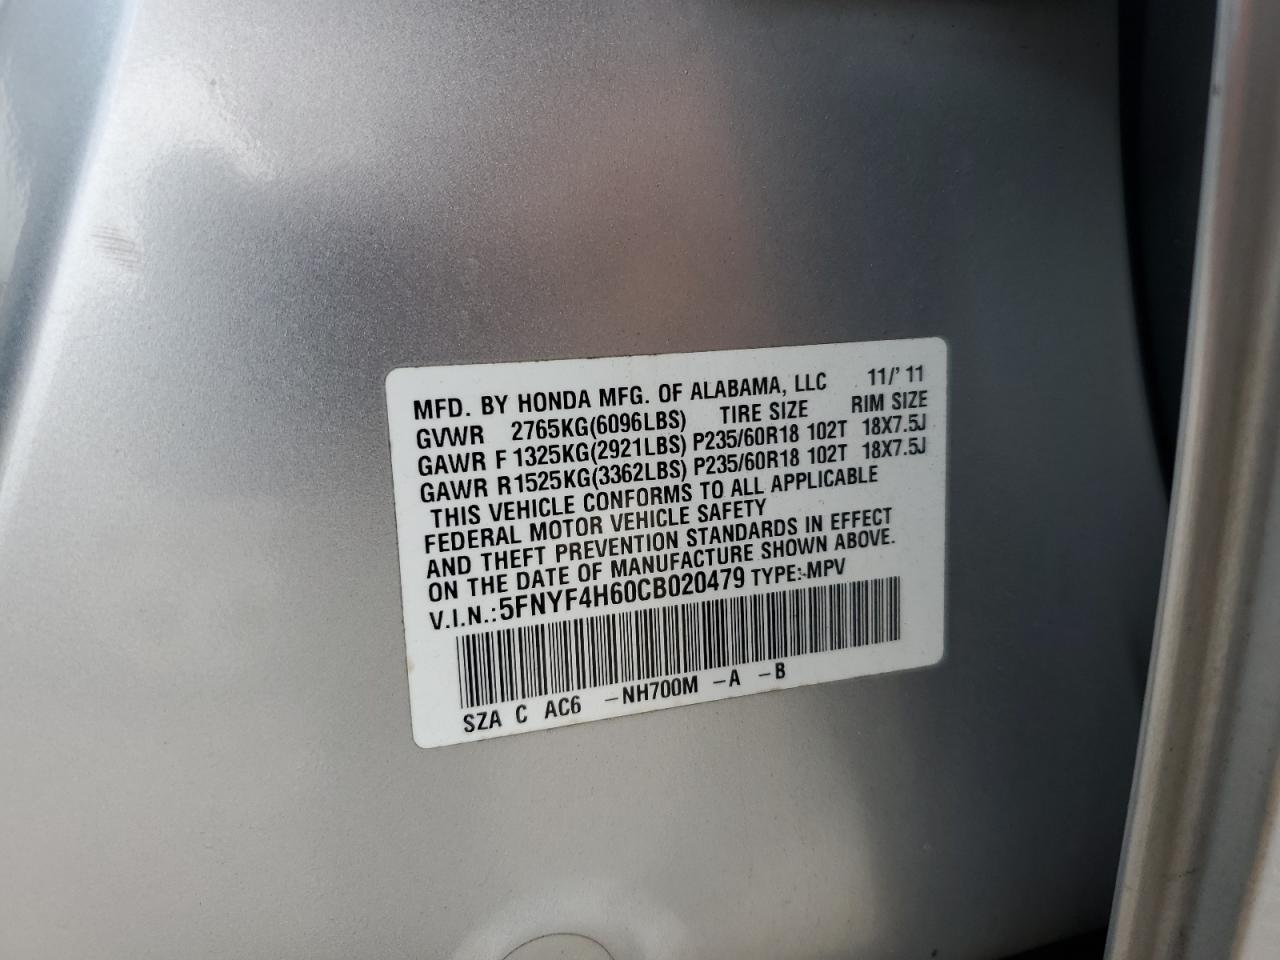 MFD. BY HONDA MFG. OF ALABAMA, LLC 11/'11
GVWR 2765KG(6096LBS) TIRE SIZE RIM SIZE
GAWR F 1325KG(2921LBS) P235/60R18 102T 18X7.5J
GAWR R1525KG(3362LBS) P235/60R18 102T 18X7.5J
THIS VEHICLE CONFORMS TO ALL APPLICABLE
FEDERAL MOTOR VEHICLE SAFETY
AND THEFT PREVENTION STANDARDS IN EFFECT
ON THE DATE OF MANUFACTURE SHOWN ABOVE.
V.I.N.:5FNYF4H60CB020479 TYPE:-MPV
SZA C AC6 -NH700M -A -B